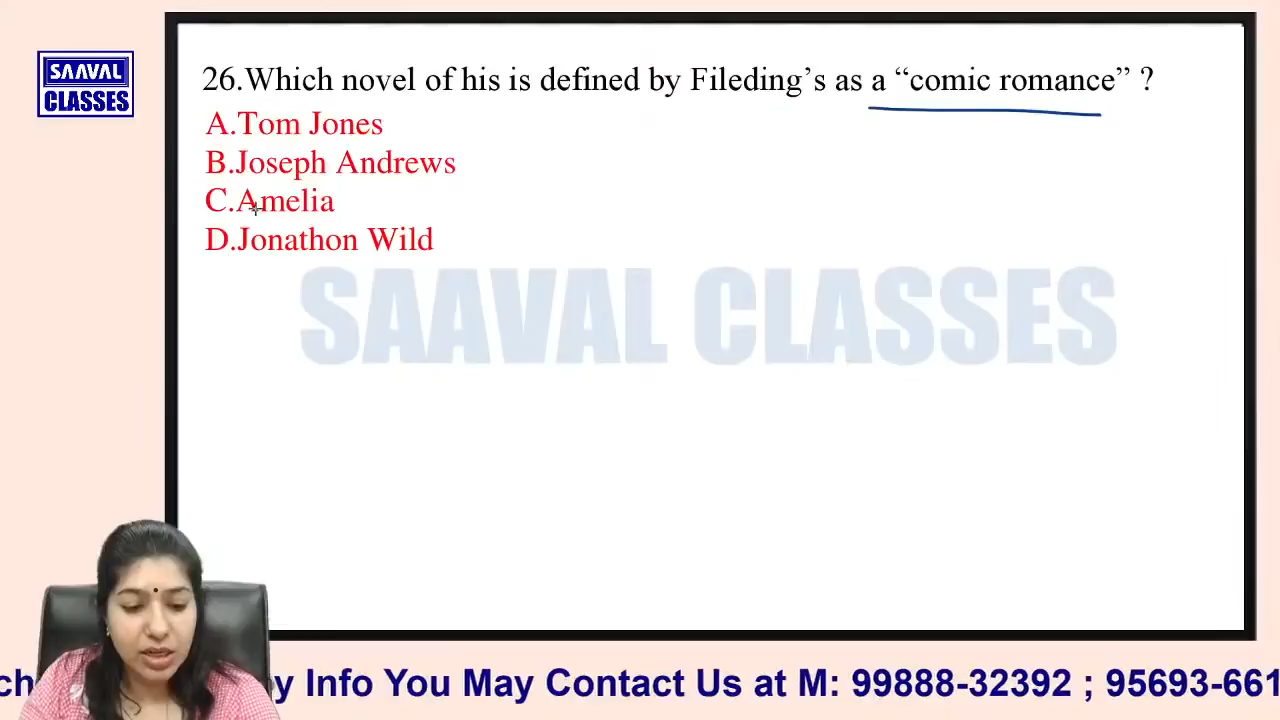 SAAVAL
CLASSES
26.Which novel of his is defined by Fileding’s as a “comic romance” ?
A.Tom Jones
B.Joseph Andrews
C.Amelia
D.Jonathon Wild
SAAVAL CLASSES
Info You May Contact Us at M: 99888-32392 ; 95693-661